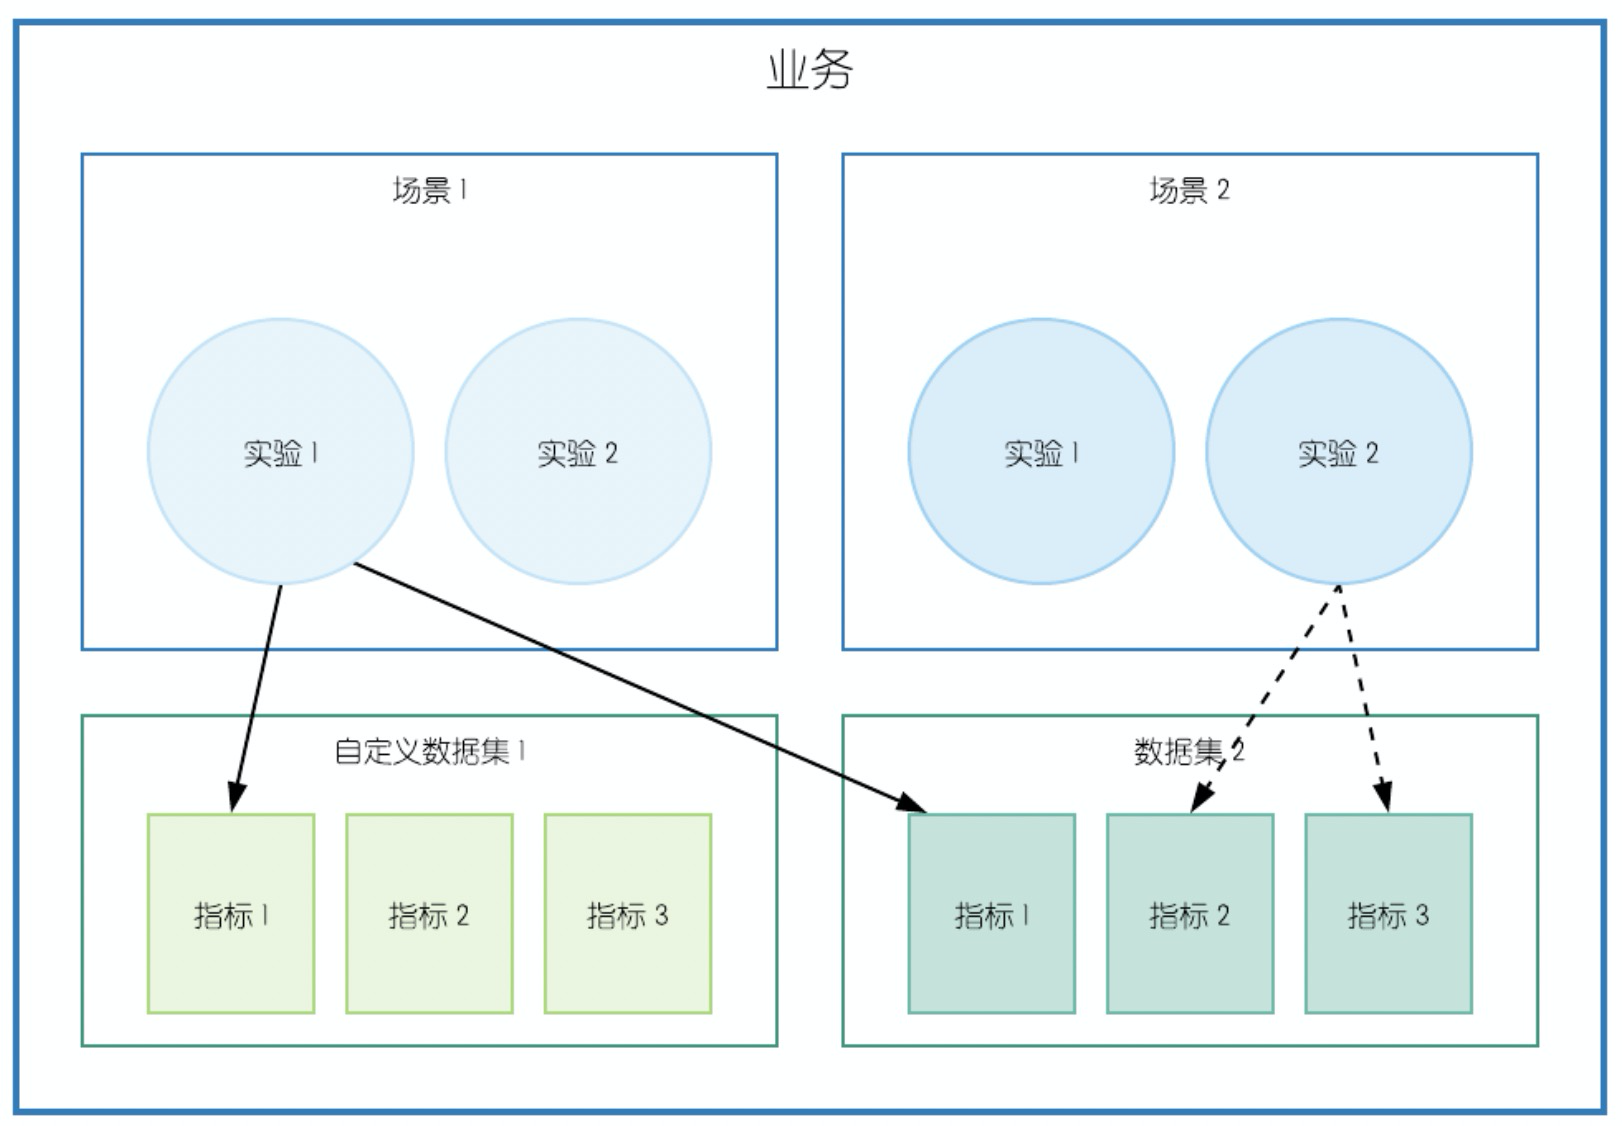 业务
场景 1
场景 2
实验 1
实验 2
实验 1
实验 2
自定义数据集 1
数据集 2
指标 1
指标 2
指标 3
指标 1
指标 2
指标 3